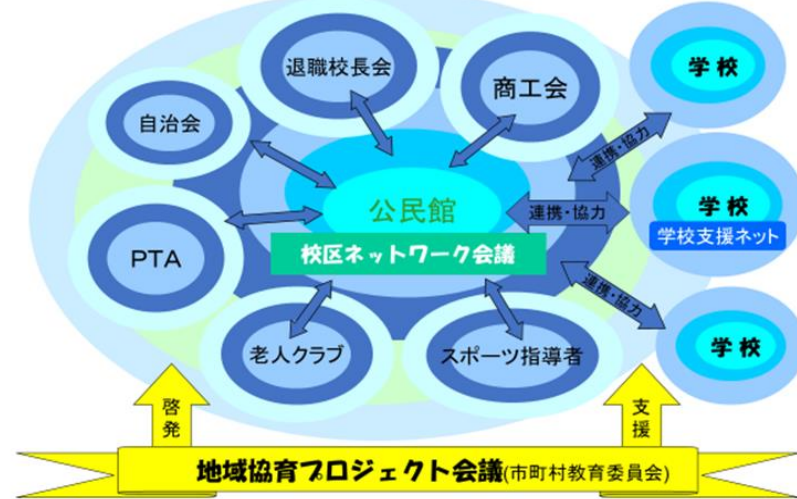 退職校長会
商工会
学校
自治会
連携・協力
公民館
連携・協力
学校
学校支援ネット
校区ネットワーク会議
PTA
連携・協力
老人クラブ
スポーツ指導者
学校
啓発
支援
地域協育プロジェクト会議(市町村教育委員会)